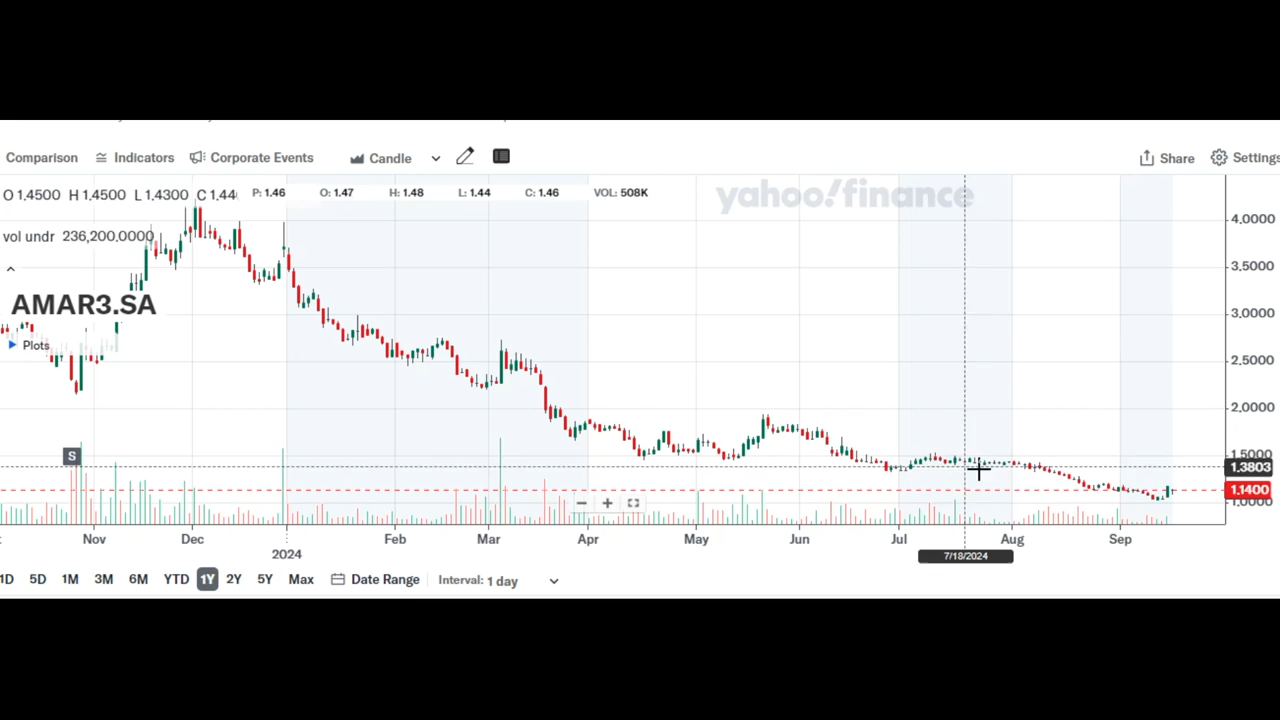 Comparison Indicators Corporate Events Candle Share Settings
O 1.4500 H 1.4500 L 1.4300 C 1.44 P: 1.46 O: 1.47 H: 1.48 L: 1.44 C: 1.46 VOL: 508K
yahoo!finance
vol undr 236,200.0000
AMAR3.SA
Plots
4,0000
3,5000
3,0000
2,5000
2,0000
1,5000
1.3803
1.1400
1,0000
S
Nov Dec 2024 Feb Mar Apr May Jun Jul Aug Sep
7/18/2024
1D 5D 1M 3M 6M YTD 1Y 2Y 5Y Max Date Range Interval: 1 day